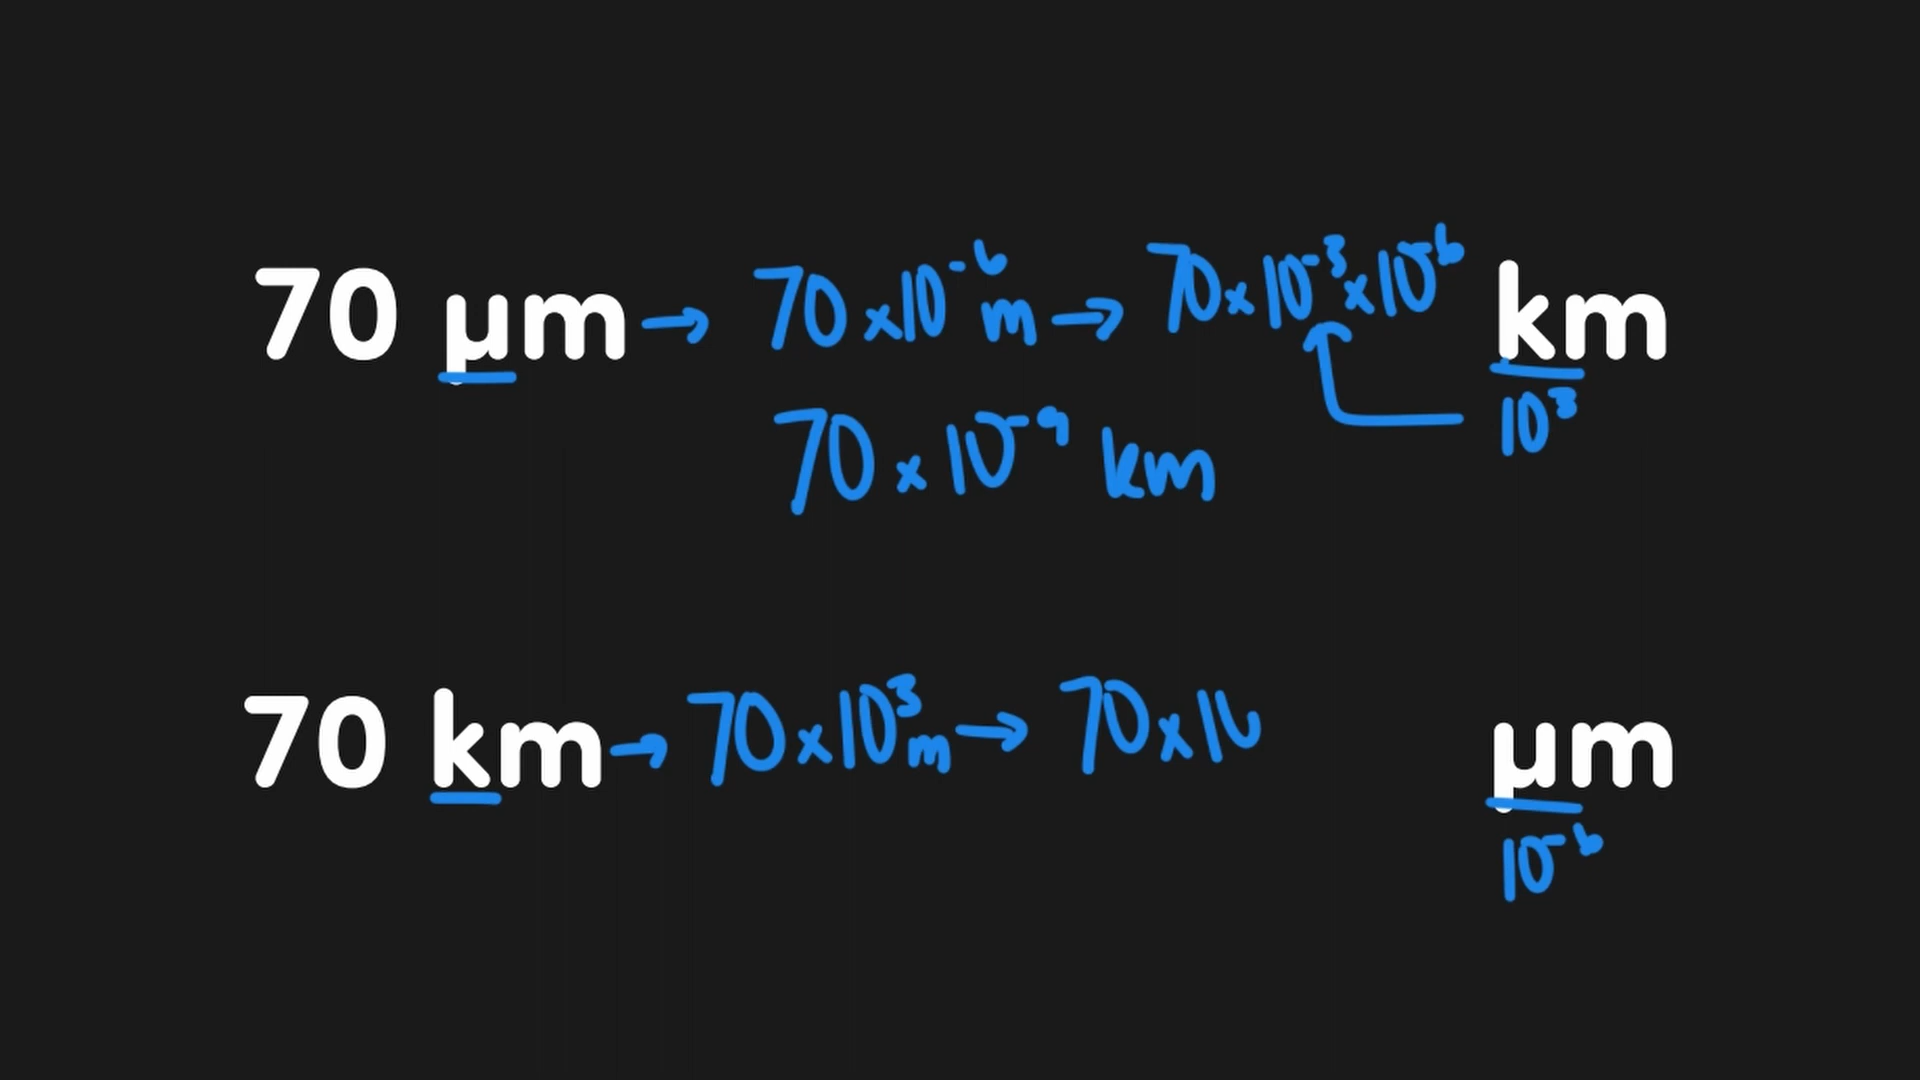 70 µm → 70 × 10⁻⁶ m → 70 × 10⁻³ × 10⁻⁶ km
10³
70 × 10⁻⁹ km
70 km → 70 × 10³ m → 70 × 10 µm
10⁻⁶